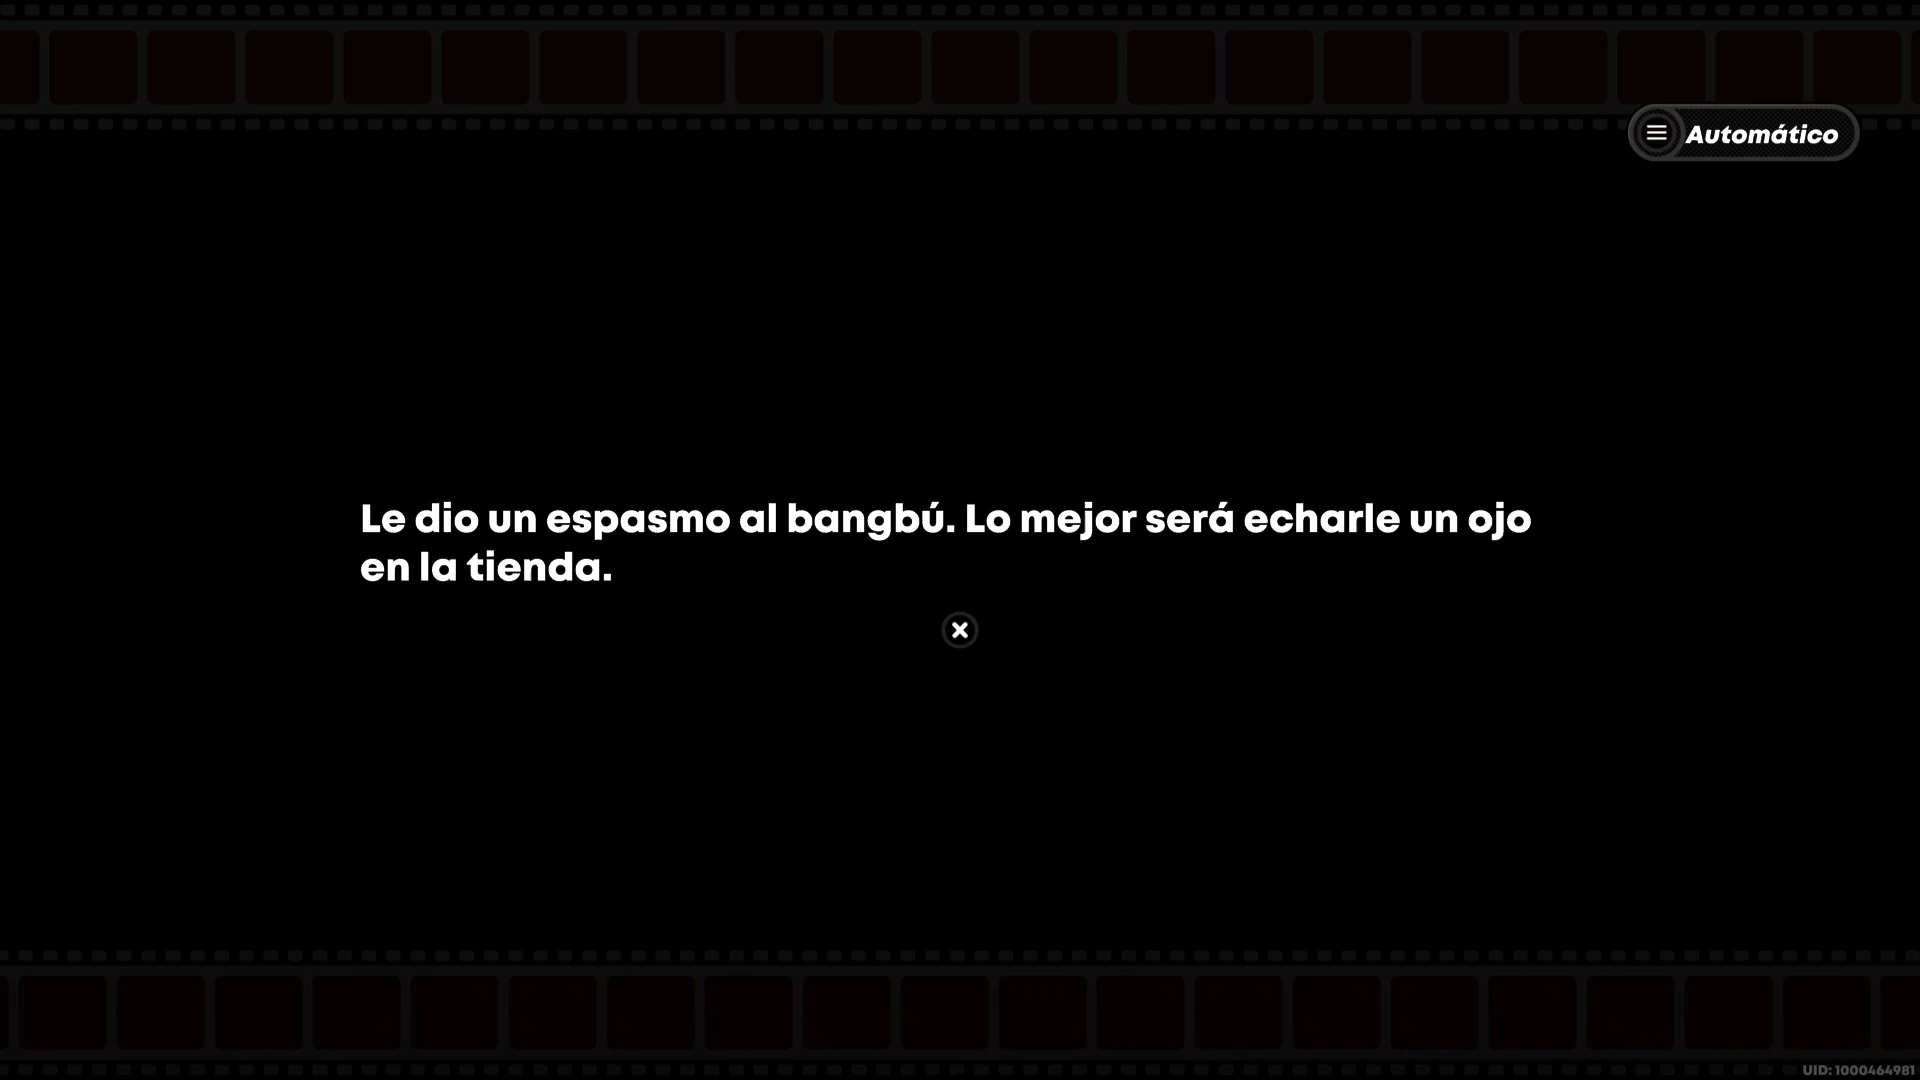 Automático
Le dio un espasmo al bangbú. Lo mejor será echarle un ojo
en la tienda.
UID: 1000464981